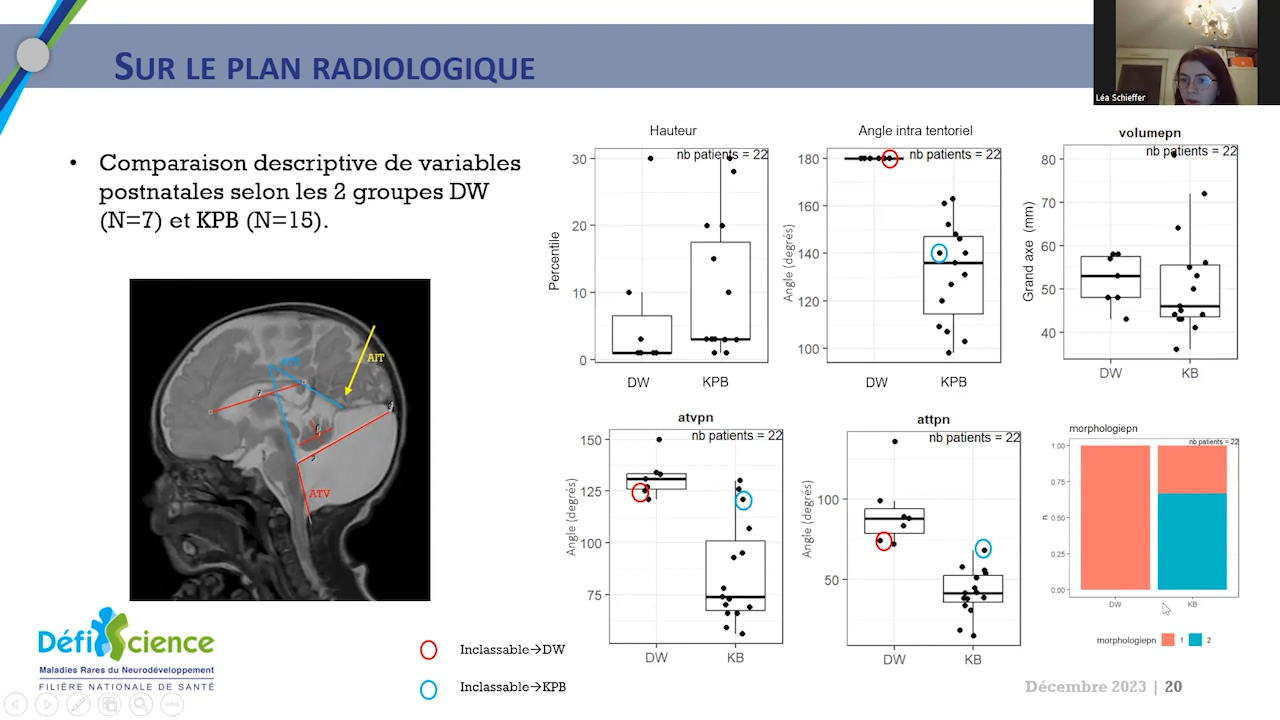 SUR LE PLAN RADIOLOGIQUE
Léa Schieffer
• Comparaison descriptive de variables
postnatales selon les 2 groupes DW
(N=7) et KPB (N=15).
AIT
ATV
Hauteur
nb patients = 22
Percentile
30
20
10
0
DW KPB
Angle intra tentoriel
nb patients = 22
Angle (degrés)
180
160
140
120
100
DW KPB
volumepn
nb patients = 22
Grand axe (mm)
80
70
60
50
40
DW KB
atvpn
nb patients = 22
Angle (degrés)
150
125
100
75
DW KB
attpn
nb patients = 22
Angle (degrés)
100
50
DW KB
morphologiepn
nb patients = 22
n
1.00
0.75
0.50
0.25
0.00
DW KB
morphologiepn 1 2
DéfiScience
Maladies Rares du Neurodéveloppement
FILIÈRE NATIONALE DE SANTÉ
Inclassable→DW
Inclassable→KPB
Décembre 2023 | 20